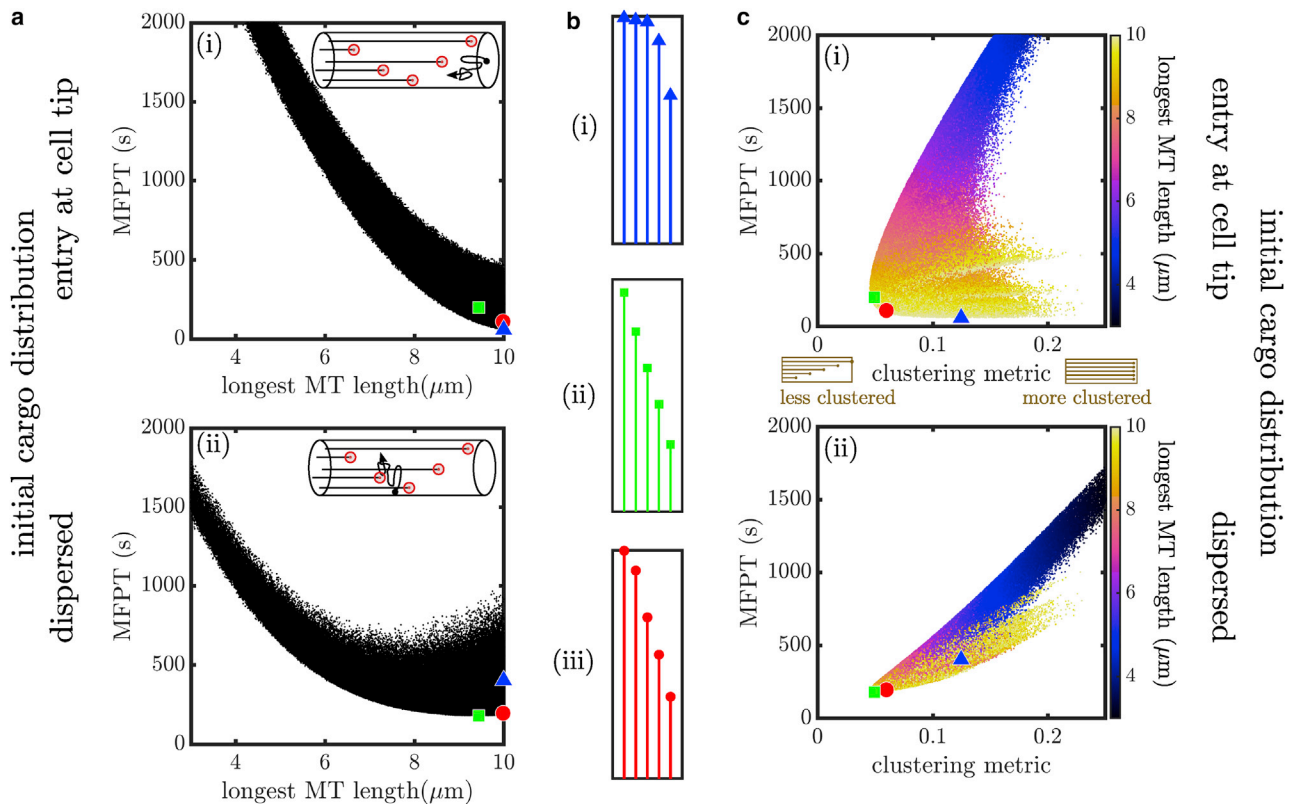 a
initial cargo distribution
entry at cell tip
dispersed
(i)
2000
1500
1000
500
0
MFPT (s)
4 6 8 10
longest MT length(μm)
(ii)
2000
1500
1000
500
0
MFPT (s)
4 6 8 10
longest MT length(μm)
b
(i)
(ii)
(iii)
c
(i)
2000
1500
1000
500
0
MFPT (s)
0 0.1 0.2
clustering metric
less clustered
more clustered
10
8
6
4
longest MT length (μm)
(ii)
2000
1500
1000
500
0
MFPT (s)
0 0.1 0.2
clustering metric
10
8
6
4
longest MT length (μm)
entry at cell tip
dispersed
initial cargo distribution